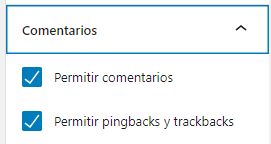 Comentarios
Permitir comentarios
Permitir pingbacks y trackbacks